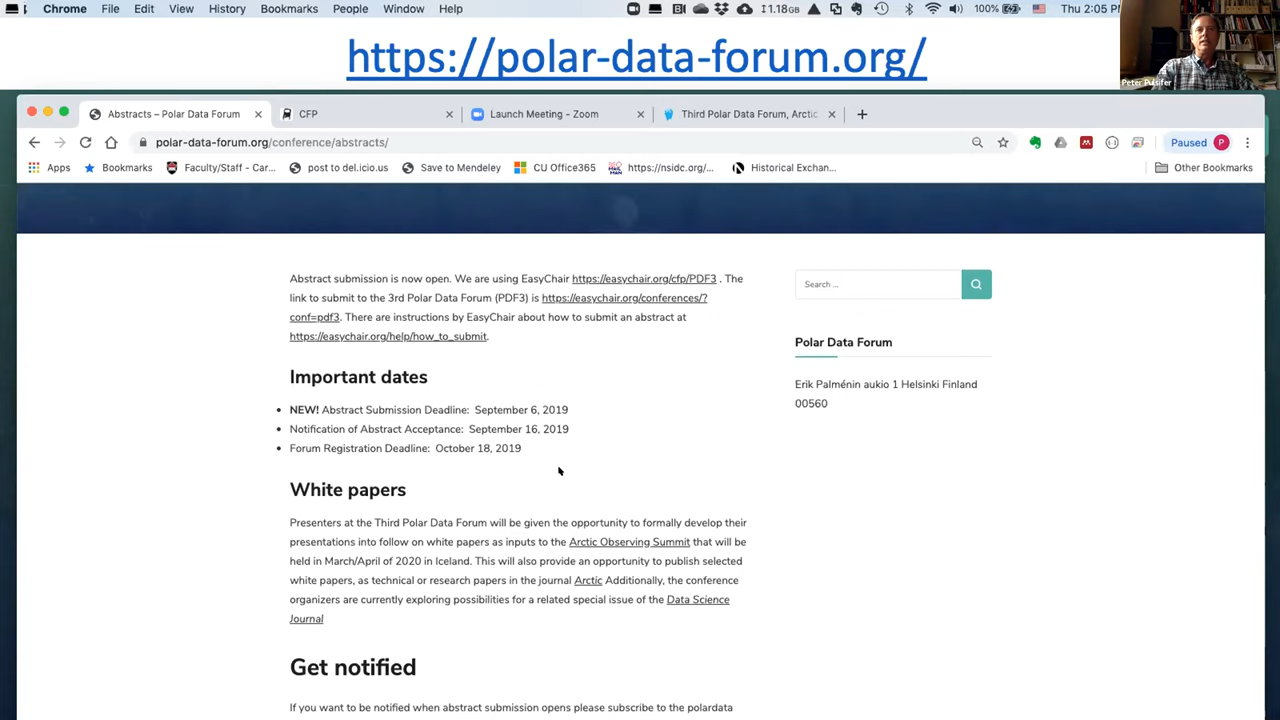 Chrome File Edit View History Bookmarks People Window Help 1.18GB 100% Thu 2:05 PM
https://polar-data-forum.org/
Peter Pulsifer
Abstracts – Polar Data Forum CFP Launch Meeting - Zoom Third Polar Data Forum, Arctic
polar-data-forum.org/conference/abstracts/ Paused P
Apps Bookmarks Faculty/Staff - Car... post to del.icio.us Save to Mendeley CU Office365 https://nsidc.org/... Historical Exchan... Other Bookmarks
Abstract submission is now open. We are using EasyChair https://easychair.org/cfp/PDF3 . The
link to submit to the 3rd Polar Data Forum (PDF3) is https://easychair.org/conferences/?
conf=pdf3. There are instructions by EasyChair about how to submit an abstract at
https://easychair.org/help/how_to_submit.
Important dates
NEW! Abstract Submission Deadline: September 6, 2019
Notification of Abstract Acceptance: September 16, 2019
Forum Registration Deadline: October 18, 2019
White papers
Presenters at the Third Polar Data Forum will be given the opportunity to formally develop their
presentations into follow on white papers as inputs to the Arctic Observing Summit that will be
held in March/April of 2020 in Iceland. This will also provide an opportunity to publish selected
white papers, as technical or research papers in the journal Arctic Additionally, the conference
organizers are currently exploring possibilities for a related special issue of the Data Science
Journal
Get notified
If you want to be notified when abstract submission opens please subscribe to the polardata
Search ...
Polar Data Forum
Erik Palménin aukio 1 Helsinki Finland
00560